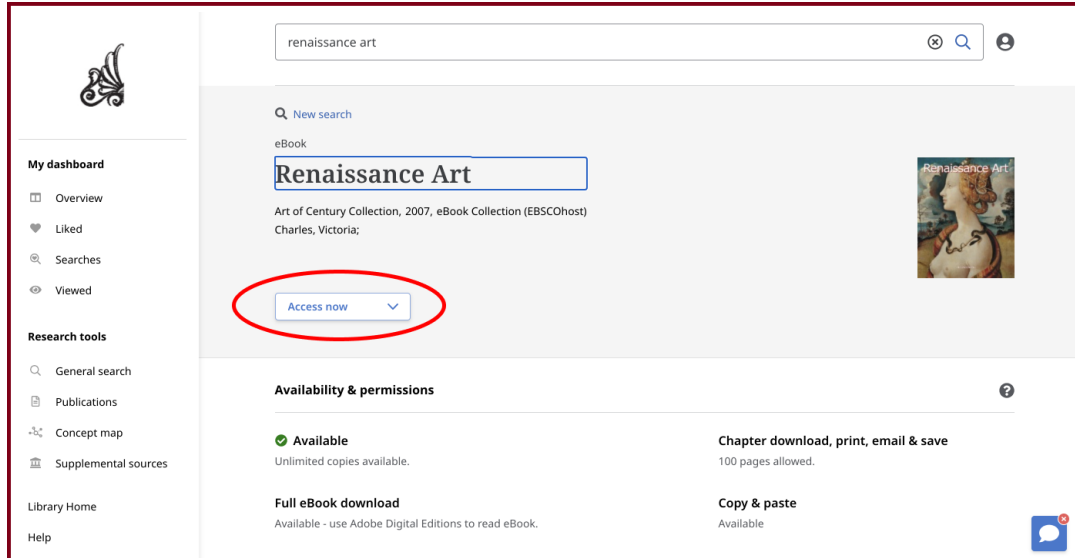 renaissance art
My dashboard
Overview
Liked
Searches
Viewed
Research tools
General search
Publications
Concept map
Supplemental sources
Library Home
Help
New search
eBook
Renaissance Art
Art of Century Collection, 2007, eBook Collection (EBSCOhost)
Charles, Victoria;
Renaissance Art
Access now
Availability & permissions
Available
Unlimited copies available.
Chapter download, print, email & save
100 pages allowed.
Full eBook download
Available - use Adobe Digital Editions to read eBook.
Copy & paste
Available